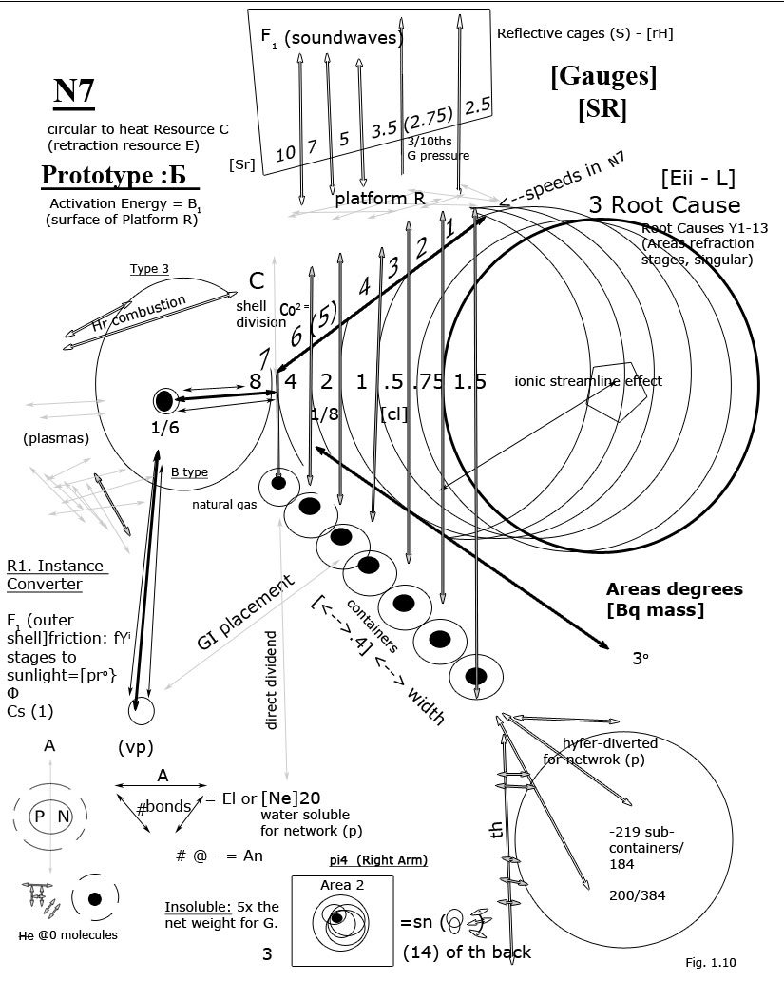 F1 (soundwaves)
Reflective cages (S) - [rH]
[Gauges]
[SR]
N7
circular to heat Resource C
(retraction resource E)
Prototype :Б
Activation Energy = B1
(surface of Platform R)
[Sr]
10 7 5 3.5 (2.75) 2.5
3/10ths
G pressure
platform R
<---speeds in N7
[Eii - L]
3 Root Cause
Root Causes Y1-13
(Areas refraction
stages, singular)
Type 3
Hr combustion
C
shell
division
Co2 =
7 6 (5) 4 3 2 1
8 4 2 1 .5 .75 1.5
1/8
[cl]
ionic streamline effect
1/6
(plasmas)
B type
natural gas
R1. Instance
Converter
F1 (outer
shell]friction: fYi
stages to
sunlight=[pro}
Φ
Cs (1)
GI placement
direct dividend
containers
[<--->.4] <---> width
Areas degrees
[Bq mass]
3o
(vp)
A
P N
He @0 molecules
A
#bonds
= El or [Ne]20
water soluble
for network (p)
# @ - = An
hyfer-diverted
for netwrok (p)
th
-219 sub-
containers/
184
200/384
pi4 (Right Arm)
Area 2
Insoluble: 5x the
net weight for G.
3
=sn (
)
(14) of th back
Fig. 1.10